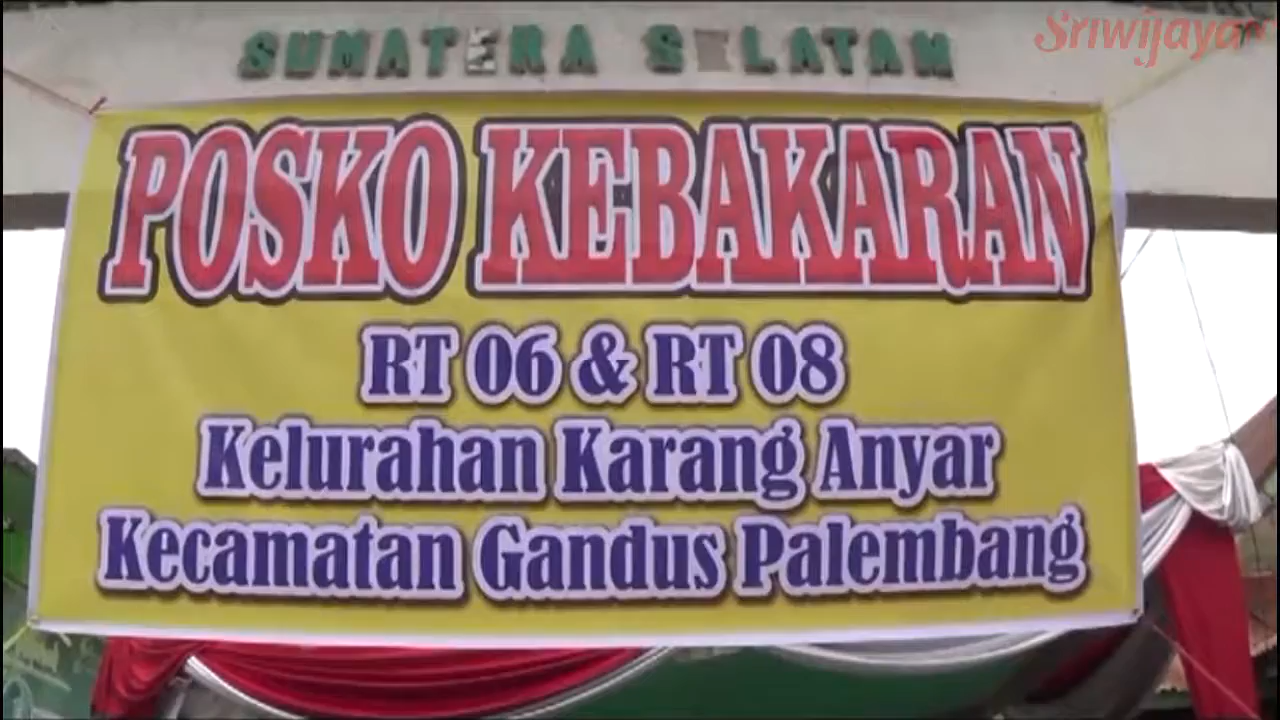 SUMATERA SELATAN
Sriwijaya
POSKO KEBAKARAN
RT 06 & RT 08
Kelurahan Karang Anyar
Kecamatan Gandus Palembang